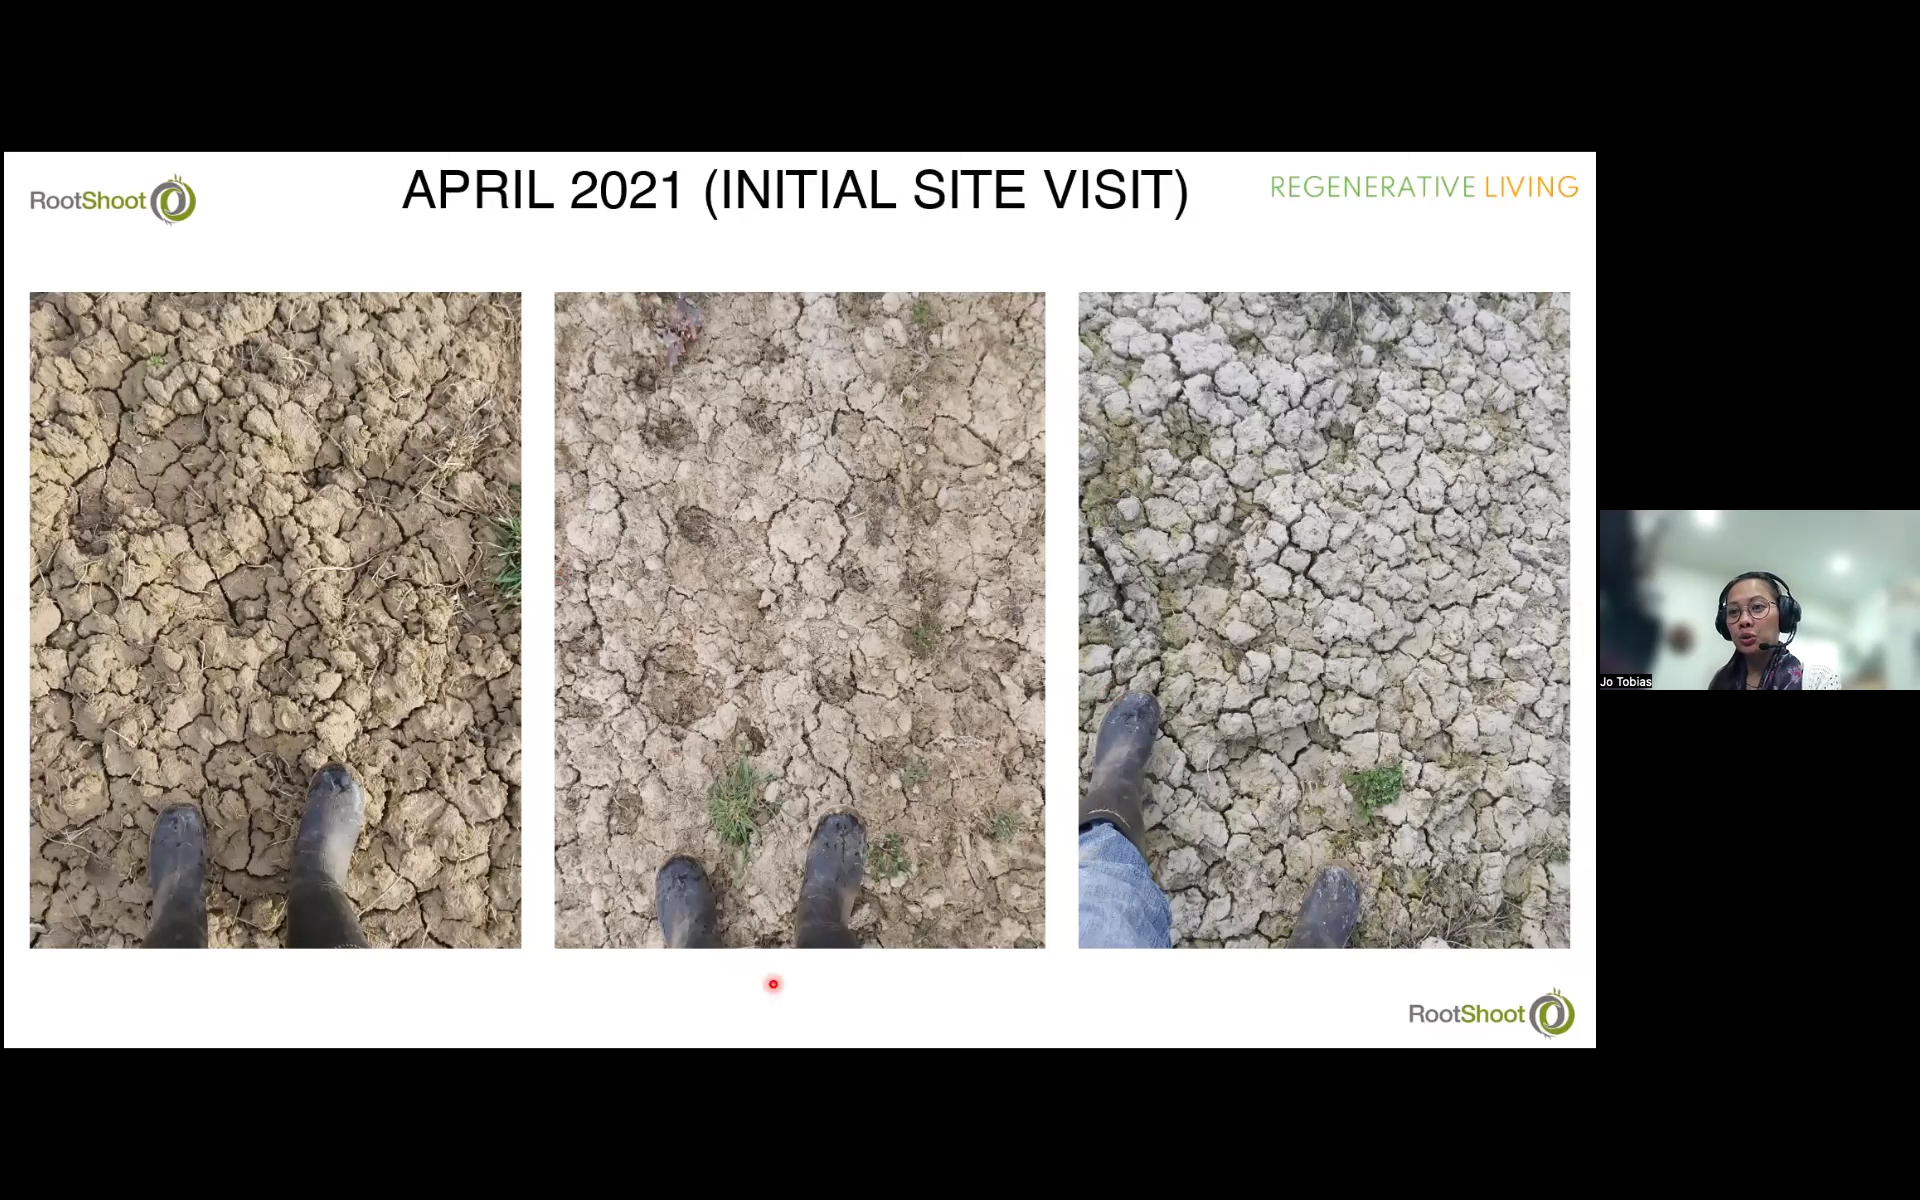 RootShoot
APRIL 2021 (INITIAL SITE VISIT)
REGENERATIVE LIVING
Jo Tobias
RootShoot